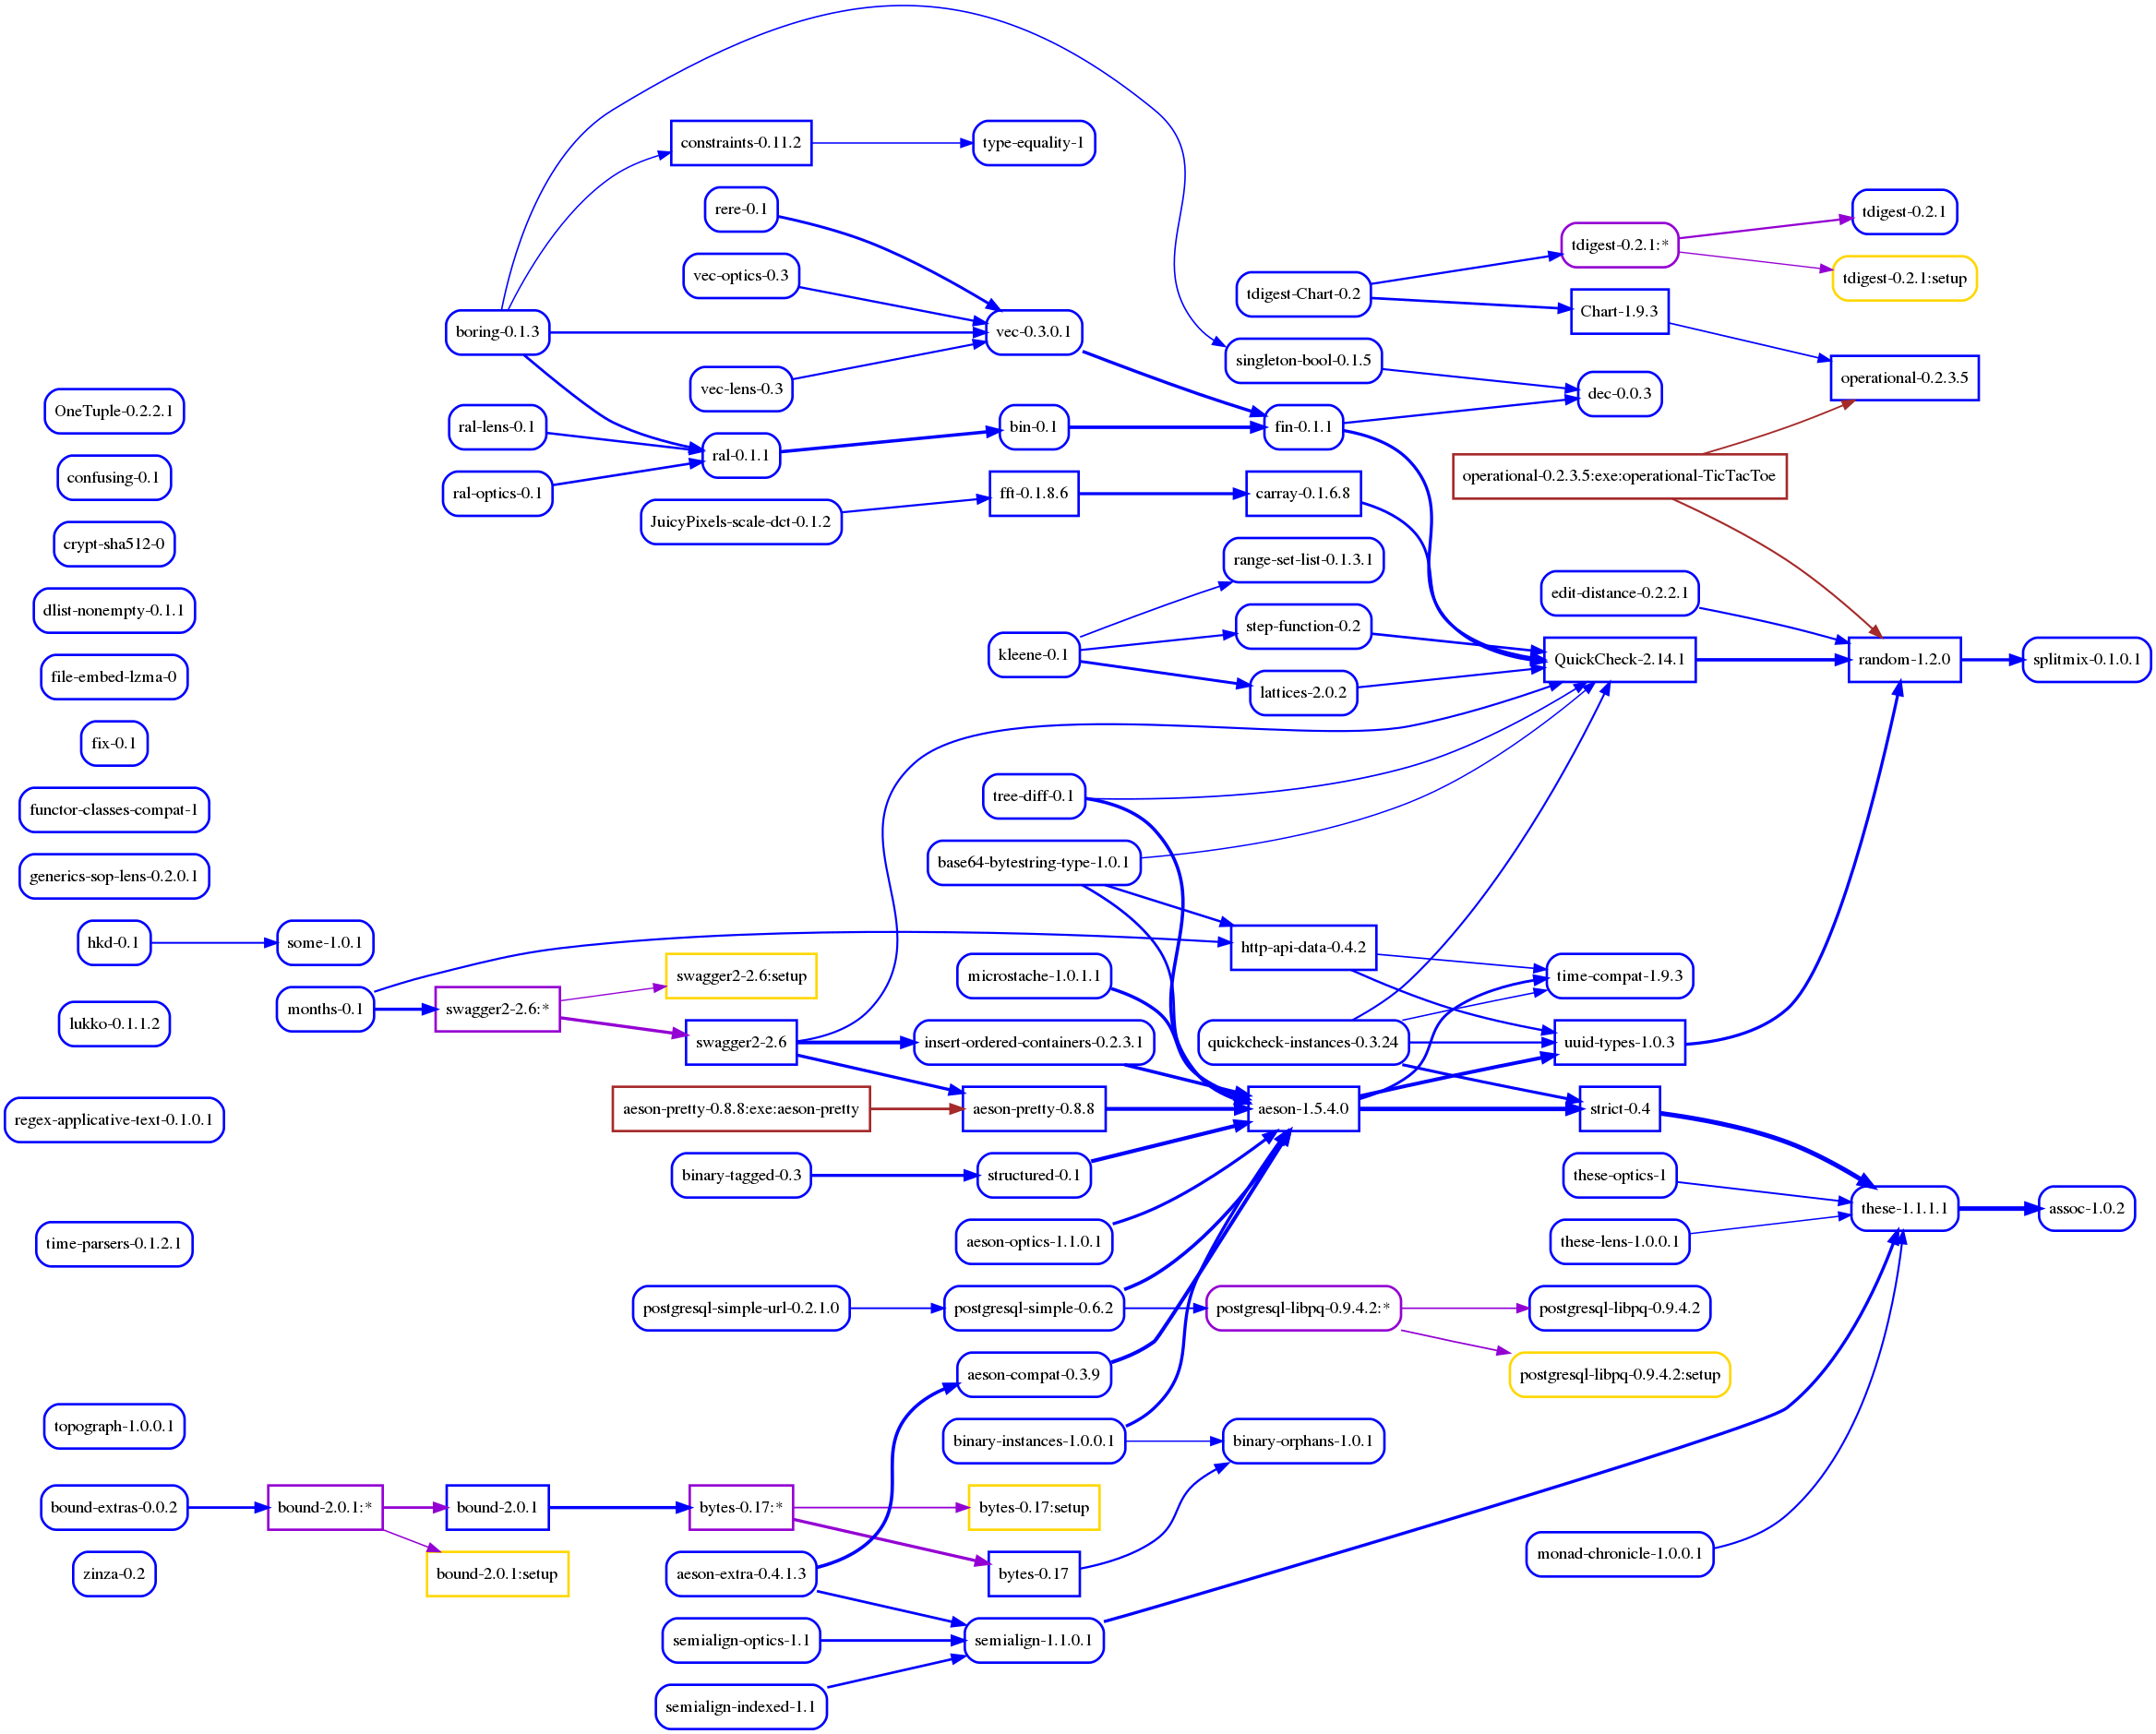 constraints-0.11.2
type-equality-1
rere-0.1
tdigest-0.2.1
tdigest-0.2.1:*
vec-optics-0.3
tdigest-0.2.1:setup
tdigest-Chart-0.2
Chart-1.9.3
boring-0.1.3
vec-0.3.0.1
singleton-bool-0.1.5
operational-0.2.3.5
vec-lens-0.3
dec-0.0.3
OneTuple-0.2.2.1
ral-lens-0.1
bin-0.1
fin-0.1.1
ral-0.1.1
confusing-0.1
operational-0.2.3.5:exe:operational-TicTacToe
ral-optics-0.1
fft-0.1.8.6
carray-0.1.6.8
JuicyPixels-scale-dct-0.1.2
crypt-sha512-0
range-set-list-0.1.3.1
edit-distance-0.2.2.1
dlist-nonempty-0.1.1
step-function-0.2
kleene-0.1
QuickCheck-2.14.1
random-1.2.0
splitmix-0.1.0.1
file-embed-lzma-0
lattices-2.0.2
fix-0.1
tree-diff-0.1
functor-classes-compat-1
base64-bytestring-type-1.0.1
generics-sop-lens-0.2.0.1
hkd-0.1
some-1.0.1
http-api-data-0.4.2
swagger2-2.6:setup
microstache-1.0.1.1
time-compat-1.9.3
months-0.1
swagger2-2.6:*
lukko-0.1.1.2
swagger2-2.6
insert-ordered-containers-0.2.3.1
quickcheck-instances-0.3.24
uuid-types-1.0.3
aeson-pretty-0.8.8:exe:aeson-pretty
aeson-pretty-0.8.8
aeson-1.5.4.0
strict-0.4
regex-applicative-text-0.1.0.1
binary-tagged-0.3
structured-0.1
these-optics-1
these-1.1.1.1
assoc-1.0.2
time-parsers-0.1.2.1
aeson-optics-1.1.0.1
these-lens-1.0.0.1
postgresql-simple-url-0.2.1.0
postgresql-simple-0.6.2
postgresql-libpq-0.9.4.2:*
postgresql-libpq-0.9.4.2
aeson-compat-0.3.9
postgresql-libpq-0.9.4.2:setup
topograph-1.0.0.1
binary-instances-1.0.0.1
binary-orphans-1.0.1
bound-extras-0.0.2
bound-2.0.1:*
bound-2.0.1
bytes-0.17:*
bytes-0.17:setup
monad-chronicle-1.0.0.1
zinza-0.2
bound-2.0.1:setup
aeson-extra-0.4.1.3
bytes-0.17
semialign-optics-1.1
semialign-1.1.0.1
semialign-indexed-1.1